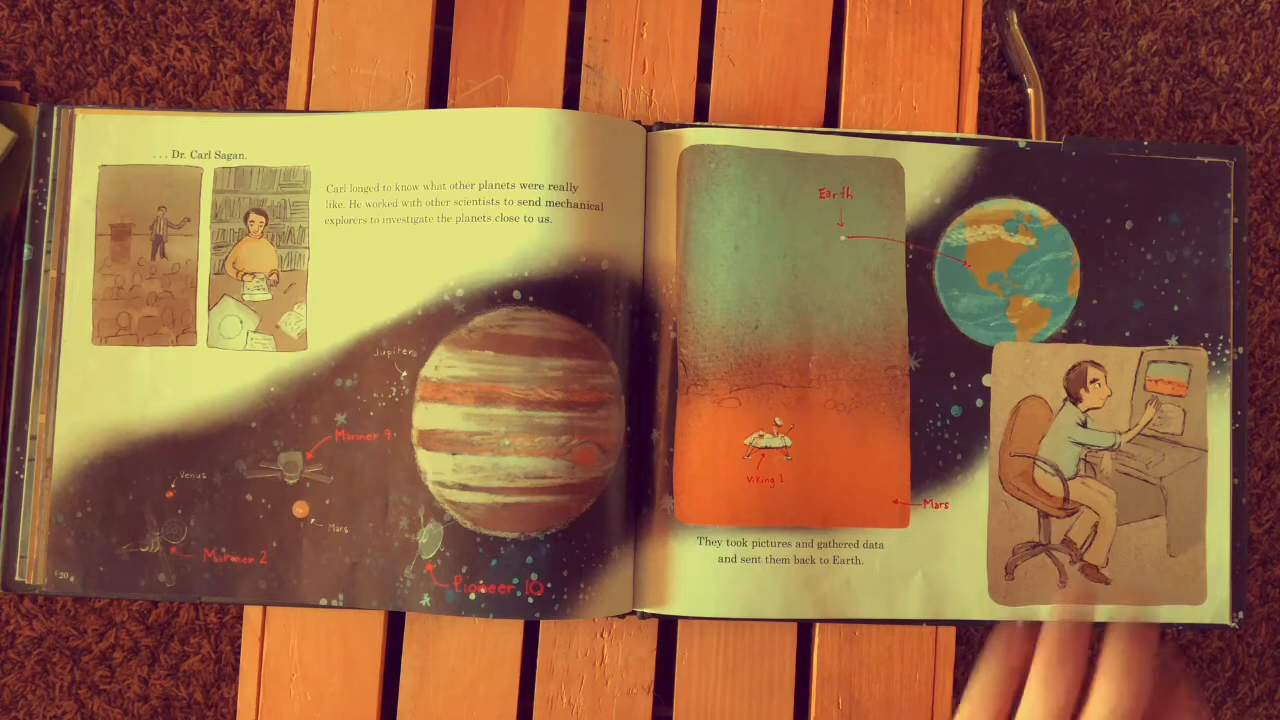 . . . Dr. Carl Sagan.
Carl longed to know what other planets were really
like. He worked with other scientists to send mechanical
explorers to investigate the planets close to us.
Jupiter
Mariner 9
Venus
Mars
Mariner 2
Pioneer 10
20
Earth
Viking 1
Mars
They took pictures and gathered data
and sent them back to Earth.